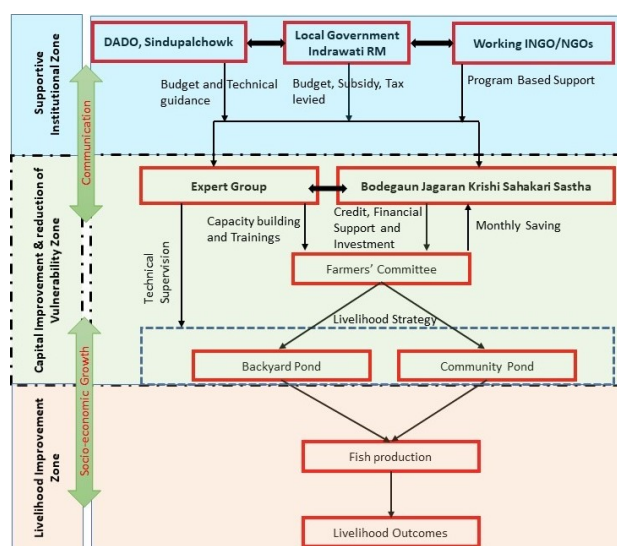 Supportive
Institutional Zone
DADO, Sindupalchowk
Local Government
Indrawati RM
Working INGO/NGOs
Budget and Technical
guidance
Budget, Subsidy, Tax
levied
Program Based Support
Communication
Capital Improvement & reduction of
Vulnerability Zone
Expert Group
Bodegaun Jagaran Krishi Sahakari Sastha
Capacity building
and Trainings
Credit, Financial
Support and
Investment
Monthly Saving
Technical
Supervision
Farmers' Committee
Livelihood Strategy
Backyard Pond
Community Pond
Socio-economic Growth
Livelihood Improvement
Zone
Fish production
Livelihood Outcomes